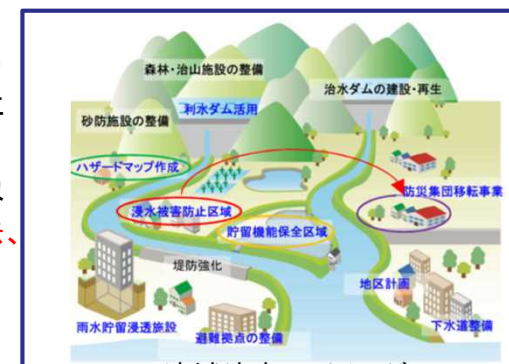 森林・治山施設の整備
治水ダムの建設・再生
利水ダム活用
砂防施設の整備
ハザードマップ作成
防災集団移転事業
浸水被害防止区域
貯留機能保全区域
堤防強化
地区計画
雨水貯留浸透施設
避難拠点の整備
下水道整備